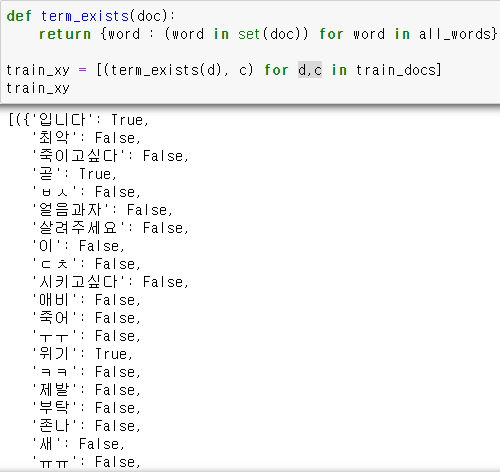 def term_exists(doc):
    return {word : (word in set(doc)) for word in all_words}
train_xy = [(term_exists(d), c) for d,c in train_docs]
train_xy
[({'입니다': True,
'최악': False,
'죽이고싶다': False,
'곧': True,
'ㅂㅅ': False,
'얼음과자': False,
'살려주세요': False,
'이': False,
'ㄷㅊ': False,
'시키고싶다': False,
'애비': False,
'죽어': False,
'ㅜㅜ': False,
'위기': True,
'ㅋㅋ': False,
'제발': False,
'부탁': False,
'존나': False,
'새': False,
'ㅠㅠ': False,